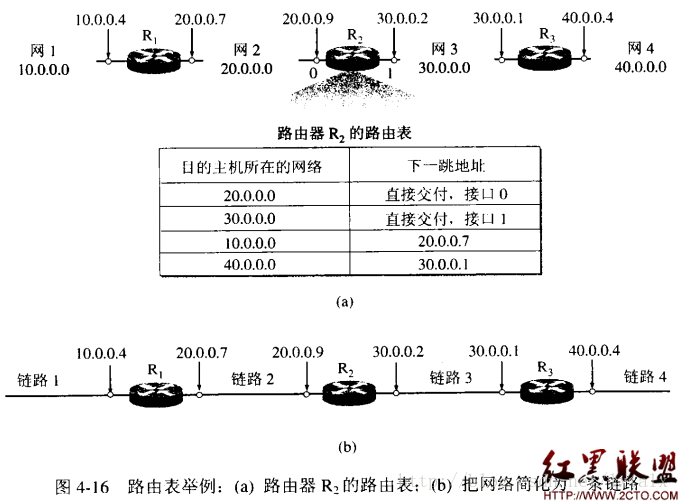 10.0.0.4 20.0.0.7 20.0.0.9 30.0.0.2 30.0.0.1 40.0.0.4
网 1 R1 网 2 R2 网 3 R3 网 4
10.0.0.0 20.0.0.0 0 1 30.0.0.0 40.0.0.0
路由器 R2 的路由表
目的主机所在的网络 下一跳地址
20.0.0.0 直接交付，接口 0
30.0.0.0 直接交付，接口 1
10.0.0.0 20.0.0.7
40.0.0.0 30.0.0.1
(a)
10.0.0.4 R1 20.0.0.7 20.0.0.9 R2 30.0.0.2 30.0.0.1 R3 40.0.0.4
链路 1 链路 2 链路 3 链路 4
(b)
图 4-16 路由表举例：(a) 路由器 R2 的路由表；(b) 把网络简化为一条链路
红黑联盟
HTTP://WWW.2CTO.COM